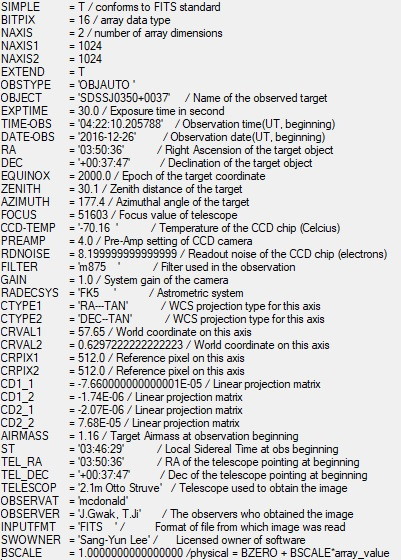 SIMPLE = T / conforms to FITS standard
BITPIX = 16 / array data type
NAXIS = 2 / number of array dimensions
NAXIS1 = 1024
NAXIS2 = 1024
EXTEND = T
OBSTYPE = 'OBJAUTO '
OBJECT = 'SDSSJ0350+0037' / Name of the observed target
EXPTIME = 30.0 / Exposure time in second
TIME-OBS = '04:22:10.205788' / Observation time(UT, beginning)
DATE-OBS = '2016-12-26' / Observation date(UT, beginning)
RA = '03:50:36' / Right Ascension of the target object
DEC = '+00:37:47' / Declination of the target object
EQUINOX = 2000.0 / Epoch of the target coordinate
ZENITH = 30.1 / Zenith distance of the target
AZIMUTH = 177.4 / Azimuthal angle of the target
FOCUS = 51603 / Focus value of telescope
CCD-TEMP = '-70.16 ' / Temperature of the CCD chip (Celcius)
PREAMP = 4.0 / Pre-Amp setting of CCD camera
RDNOISE = 8.199999999999999 / Readout noise of the CCD chip (electrons)
FILTER = 'm875 ' / Filter used in the observation
GAIN = 1.0 / System gain of the camera
RADECSYS = 'FK5 ' / Astrometric system
CTYPE1 = 'RA---TAN' / WCS projection type for this axis
CTYPE2 = 'DEC--TAN' / WCS projection type for this axis
CRVAL1 = 57.65 / World coordinate on this axis
CRVAL2 = 0.6297222222222223 / World coordinate on this axis
CRPIX1 = 512.0 / Reference pixel on this axis
CRPIX2 = 512.0 / Reference pixel on this axis
CD1_1 = -7.660000000000001E-05 / Linear projection matrix
CD1_2 = -1.74E-06 / Linear projection matrix
CD2_1 = -2.07E-06 / Linear projection matrix
CD2_2 = 7.68E-05 / Linear projection matrix
AIRMASS = 1.16 / Target Airmass at observation beginning
ST = '03:46:29' / Local Sidereal Time at obs beginning
TEL_RA = '03:50:36' / RA of the telescope pointing at beginning
TEL_DEC = '+00:37:47' / Dec of the telescope pointing at beginning
TELESCOP = '2.1m Otto Struve' / Telescope used to obtain the image
OBSERVAT = 'mcdonald'
OBSERVER = 'J.Gwak, T.Ji' / The observers who obtained the image
INPUTFMT = 'FITS ' / Format of file from which image was read
SWOWNER = 'Sang-Yun Lee' / Licensed owner of software
BSCALE = 1.0000000000000000 /physical = BZERO + BSCALE*array_value